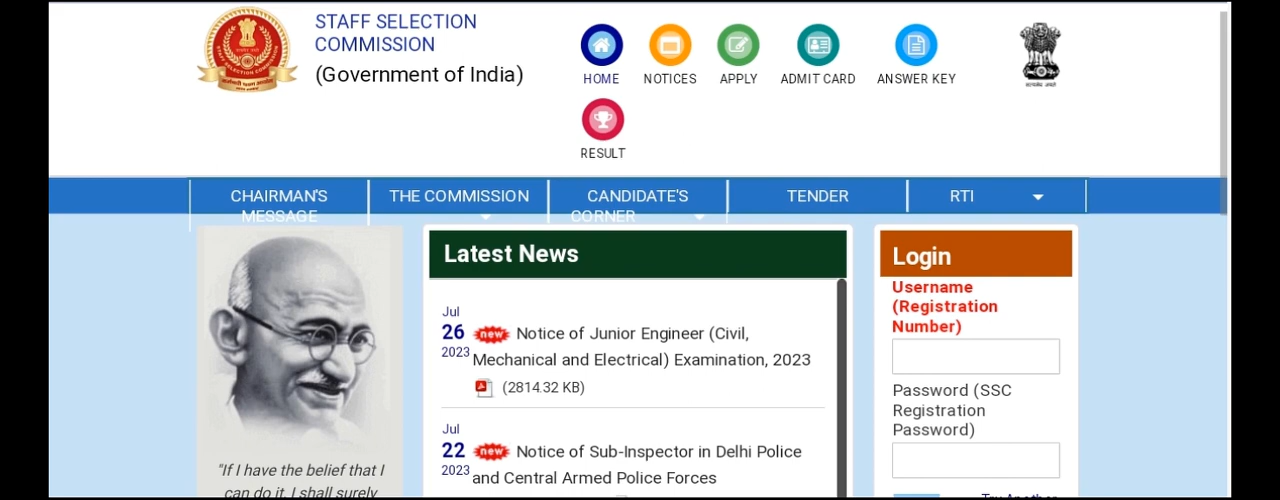 STAFF SELECTION
COMMISSION
(Government of India)
HOME
NOTICES
APPLY
ADMIT CARD
ANSWER KEY
RESULT
CHAIRMAN'S
MESSAGE
THE COMMISSION
CANDIDATE'S
CORNER
TENDER
RTI
"If I have the belief that I
can do it, I shall surely
Latest News
Jul
26
2023
new Notice of Junior Engineer (Civil,
Mechanical and Electrical) Examination, 2023
(2814.32 KB)
Jul
22
2023
new Notice of Sub-Inspector in Delhi Police
and Central Armed Police Forces
Login
Username
(Registration
Number)
Password (SSC
Registration
Password)
Try Another